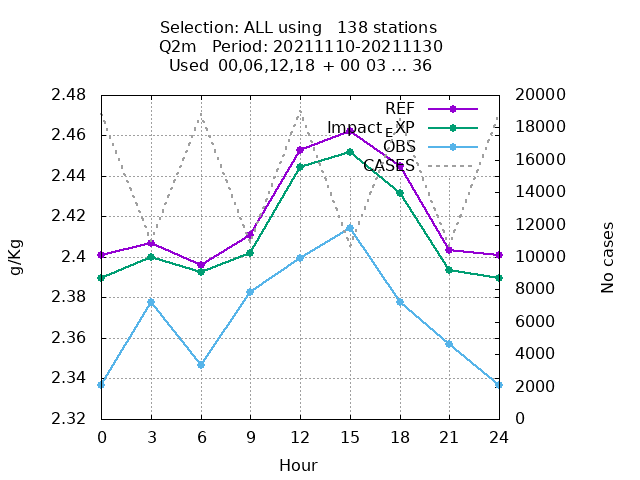 Selection: ALL using 138 stations
Q2m Period: 20211110-20211130
Used 00,06,12,18 + 00 03 ... 36
REF
Impact_EXP
OBS
CASES
2.48
2.46
2.44
2.42
2.4
2.38
2.36
2.34
2.32
20000
18000
16000
14000
12000
10000
8000
6000
4000
2000
0
0 3 6 9 12 15 18 21 24
Hour
g/Kg
No cases